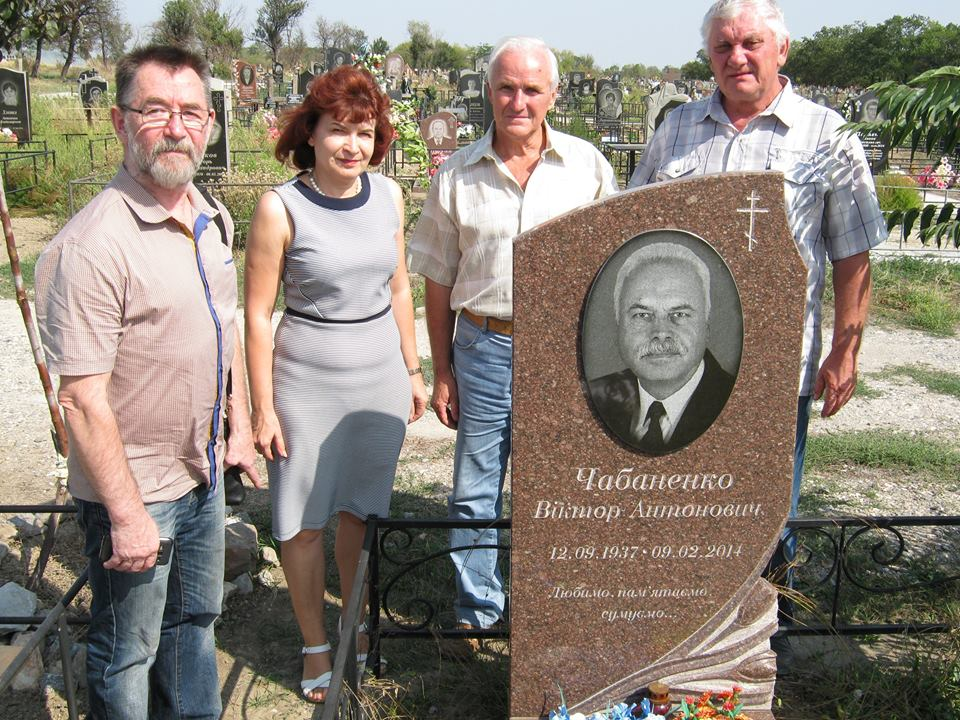 Чабаненко
Віктор Антонович
12.09.1937 • 09.02.2014
Любимо, пам'ятаємо
сумуємо...